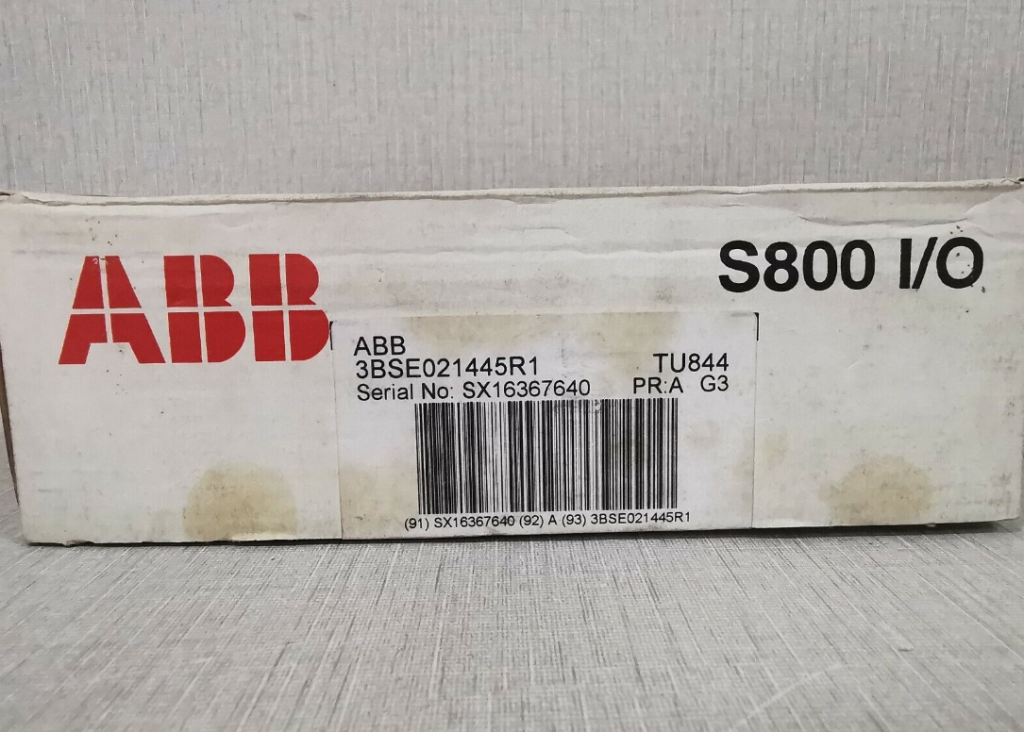 ABB
S800 I/O
ABB
3BSE021445R1 TU844
Serial No: SX16367640 PR:A G3
(91) SX16367640 (92) A (93) 3BSE021445R1